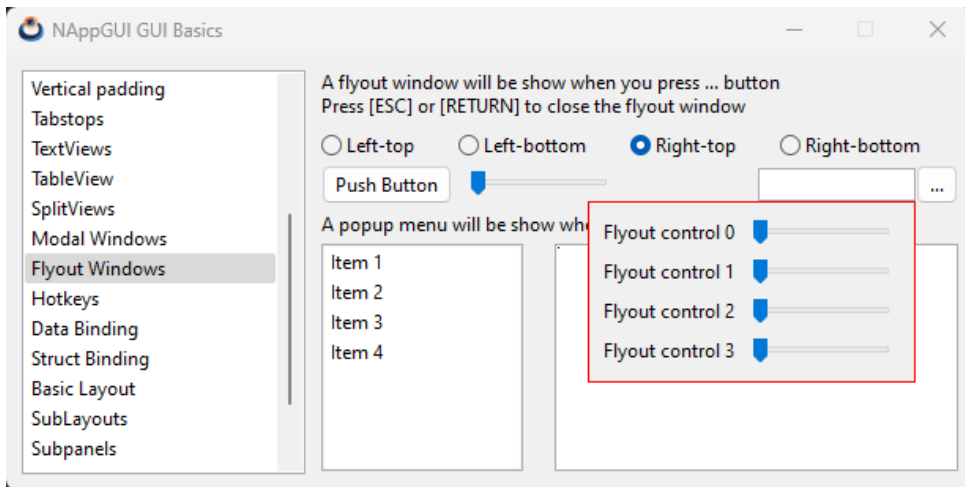 NAppGUI GUI Basics
Vertical padding
Tabstops
TextViews
TableView
SplitViews
Modal Windows
Flyout Windows
Hotkeys
Data Binding
Struct Binding
Basic Layout
SubLayouts
Subpanels
A flyout window will be show when you press ... button
Press [ESC] or [RETURN] to close the flyout window
Left-top Left-bottom Right-top Right-bottom
Push Button ...
A popup menu will be show
Item 1
Item 2
Item 3
Item 4
Flyout control 0
Flyout control 1
Flyout control 2
Flyout control 3